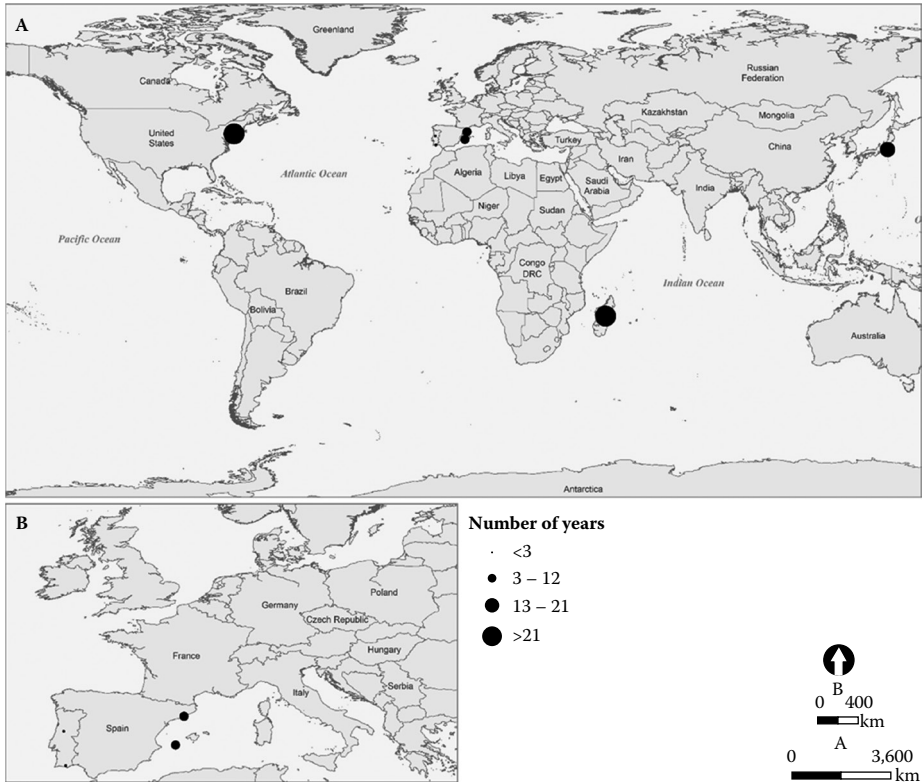 A
Greenland
Canada
Russian
Federation
Kazakhstan
Mongolia
United
States
Turkey
China
Iran
Atlantic Ocean
Algeria
Libya
Egypt
Saudi
Arabia
India
Niger
Sudan
Pacific Ocean
Congo
DRC
Indian Ocean
Brazil
Bolivia
Australia
Antarctica
B
Germany
Poland
Czech Republic
France
Hungary
Italy
Serbia
Spain
Number of years
<3
3 – 12
13 – 21
>21
B
0 400
km
A
0 3,600
km